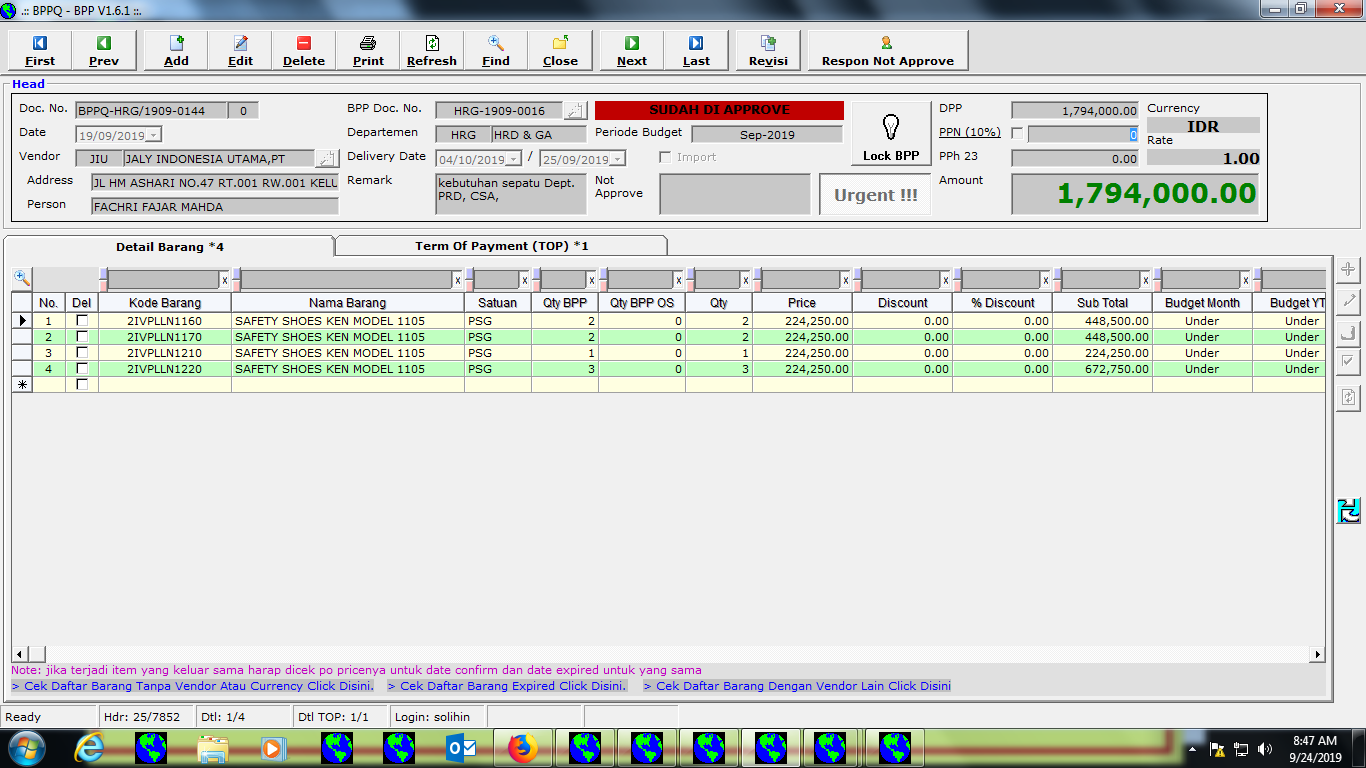 .:: BPPQ - BPP V1.6.1 ::.
First Prev Add Edit Delete Print Refresh Find Close Next Last Revisi Respon Not Approve
Head
Doc. No. BPPQ-HRG/1909-0144 0 BPP Doc. No. HRG-1909-0016 SUDAH DI APPROVE DPP 1,794,000.00 Currency
Date 19/09/2019 Departemen HRG HRD & GA Periode Budget Sep-2019 PPN (10%) 0 IDR
Vendor JIU JALY INDONESIA UTAMA,PT Delivery Date 04/10/2019 / 25/09/2019 Import Lock BPP PPh 23 0.00 Rate 1.00
Address JL HM ASHARI NO.47 RT.001 RW.001 KELU Remark kebutuhan sepatu Dept. Not Urgent !!! Amount 1,794,000.00
PRD, CSA, Approve
Person FACHRI FAJAR MAHDA
Detail Barang *4 Term Of Payment (TOP) *1
x x x x x x x x x x x
No. Del Kode Barang Nama Barang Satuan Qty BPP Qty BPP OS Qty Price Discount % Discount Sub Total Budget Month Budget YT
1 2IVPLLN1160 SAFETY SHOES KEN MODEL 1105 PSG 2 0 2 224,250.00 0.00 0.00 448,500.00 Under Under
2 2IVPLLN1170 SAFETY SHOES KEN MODEL 1105 PSG 2 0 2 224,250.00 0.00 0.00 448,500.00 Under Under
3 2IVPLLN1210 SAFETY SHOES KEN MODEL 1105 PSG 1 0 1 224,250.00 0.00 0.00 224,250.00 Under Under
4 2IVPLLN1220 SAFETY SHOES KEN MODEL 1105 PSG 3 0 3 224,250.00 0.00 0.00 672,750.00 Under Under
Note: jika terjadi item yang keluar sama harap dicek po pricenya untuk date confirm dan date expired untuk yang sama
> Cek Daftar Barang Tanpa Vendor Atau Currency Click Disini. > Cek Daftar Barang Expired Click Disini. > Cek Daftar Barang Dengan Vendor Lain Click Disini
Ready Hdr: 25/7852 Dtl: 1/4 Dtl TOP: 1/1 Login: solihin
8:47 AM
9/24/2019